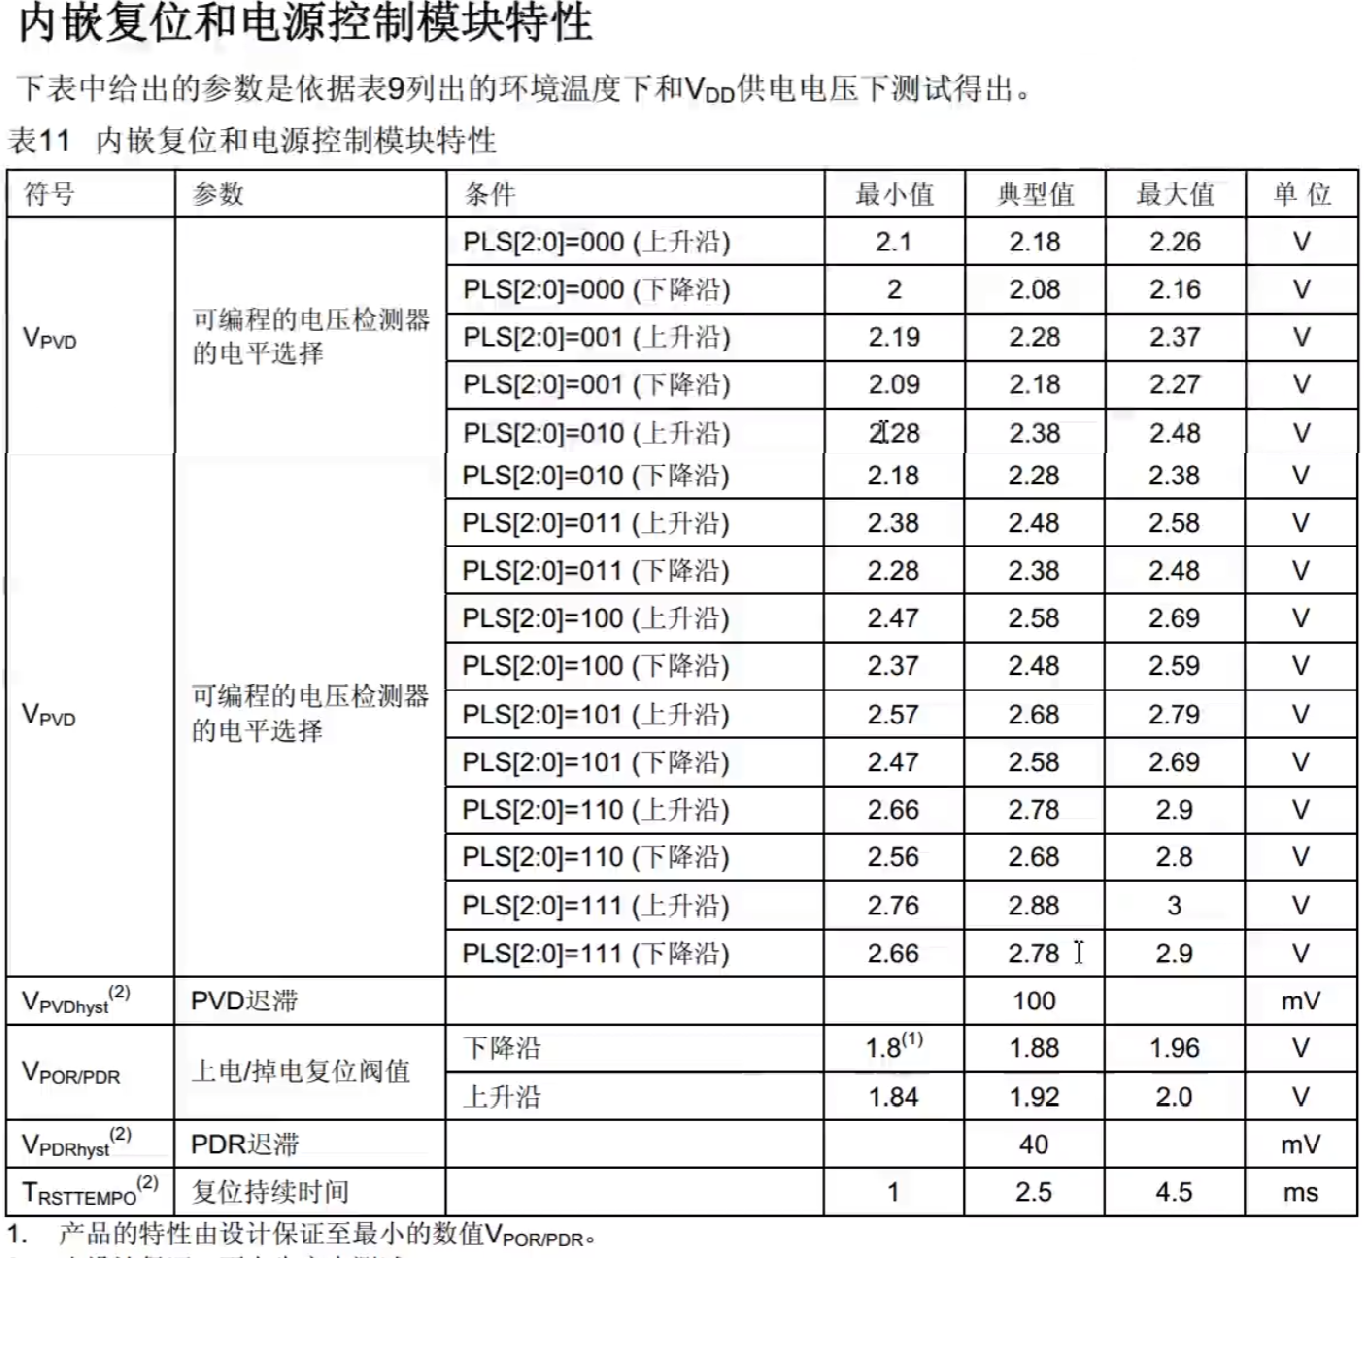 内嵌复位和电源控制模块特性
下表中给出的参数是依据表9列出的环境温度下和VDD供电电压下测试得出。
表11 内嵌复位和电源控制模块特性
符号 参数 条件 最小值 典型值 最大值 单 位
VPVD 可编程的电压检测器的电平选择 PLS[2:0]=000 (上升沿) 2.1 2.18 2.26 V
PLS[2:0]=000 (下降沿) 2 2.08 2.16 V
PLS[2:0]=001 (上升沿) 2.19 2.28 2.37 V
PLS[2:0]=001 (下降沿) 2.09 2.18 2.27 V
PLS[2:0]=010 (上升沿) 2.28 2.38 2.48 V
VPVD 可编程的电压检测器的电平选择 PLS[2:0]=010 (下降沿) 2.18 2.28 2.38 V
PLS[2:0]=011 (上升沿) 2.38 2.48 2.58 V
PLS[2:0]=011 (下降沿) 2.28 2.38 2.48 V
PLS[2:0]=100 (上升沿) 2.47 2.58 2.69 V
PLS[2:0]=100 (下降沿) 2.37 2.48 2.59 V
PLS[2:0]=101 (上升沿) 2.57 2.68 2.79 V
PLS[2:0]=101 (下降沿) 2.47 2.58 2.69 V
PLS[2:0]=110 (上升沿) 2.66 2.78 2.9 V
PLS[2:0]=110 (下降沿) 2.56 2.68 2.8 V
PLS[2:0]=111 (上升沿) 2.76 2.88 3 V
PLS[2:0]=111 (下降沿) 2.66 2.78 2.9 V
VPVDhyst(2) PVD迟滞 100 mV
VPOR/PDR 上电/掉电复位阀值 下降沿 1.8(1) 1.88 1.96 V
上升沿 1.84 1.92 2.0 V
VPDRhyst(2) PDR迟滞 40 mV
TRSTTEMPO(2) 复位持续时间 1 2.5 4.5 ms
1. 产品的特性由设计保证至最小的数值VPOR/PDR。